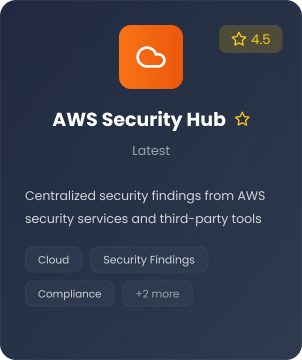 4.5
AWS Security Hub
Latest
Centralized security findings from AWS
security services and third-party tools
Cloud
Security Findings
Compliance
+2 more